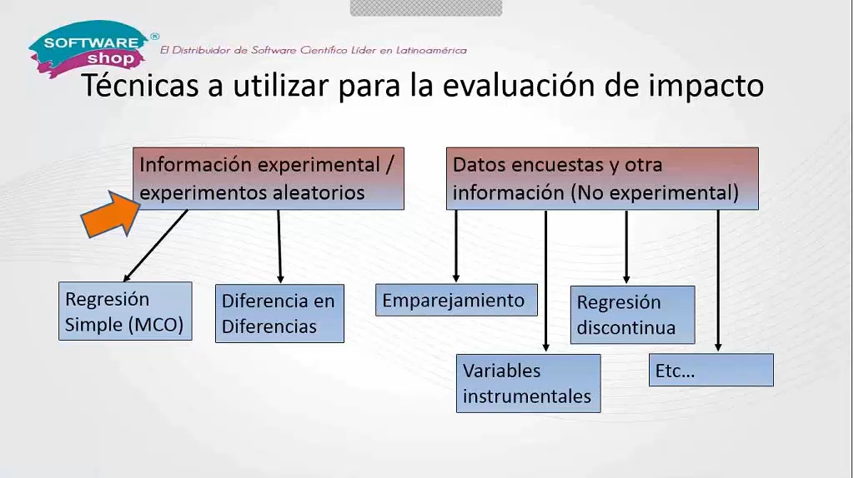 SOFTWARE
shop
®
El Distribuidor de Software Científico Líder en Latinoamérica
Técnicas a utilizar para la evaluación de impacto
Información experimental /
experimentos aleatorios
Datos encuestas y otra
información (No experimental)
Regresión
Simple (MCO)
Diferencia en
Diferencias
Emparejamiento
Regresión
discontinua
Variables
instrumentales
Etc...